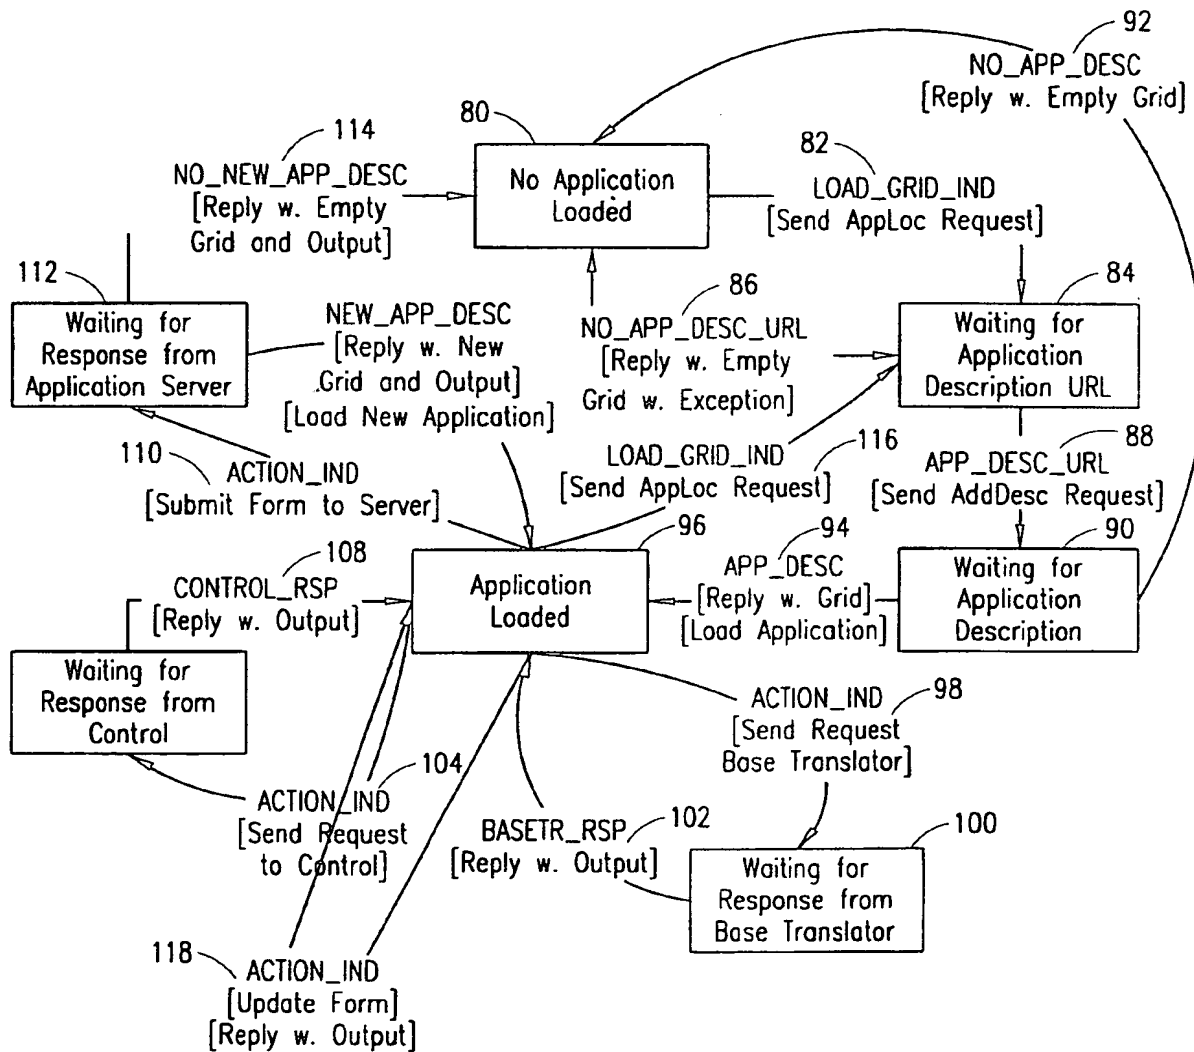 92
NO_APP_DESC
[Reply w. Empty Grid]
80
No Application
Loaded
114
NO_NEW_APP_DESC
[Reply w. Empty
Grid and Output]
82
LOAD_GRID_IND
[Send AppLoc Request]
112
Waiting for
Response from
Application Server
NEW_APP_DESC
[Reply w. New
Grid and Output]
[Load New Application]
86
NO_APP_DESC_URL
[Reply w. Empty
Grid w. Exception]
84
Waiting for
Application
Description URL
110
ACTION_IND
[Submit Form to Server]
LOAD_GRID_IND
[Send AppLoc Request]
116
88
APP_DESC_URL
[Send AddDesc Request]
108
CONTROL_RSP
[Reply w. Output]
96
Application
Loaded
94
APP_DESC
[Reply w. Grid]
[Load Application]
90
Waiting for
Application
Description
Waiting for
Response from
Control
104
ACTION_IND
[Send Request
to Control]
98
ACTION_IND
[Send Request
Base Translator]
102
BASETR_RSP
[Reply w. Output]
100
Waiting for
Response from
Base Translator
118
ACTION_IND
[Update Form]
[Reply w. Output]